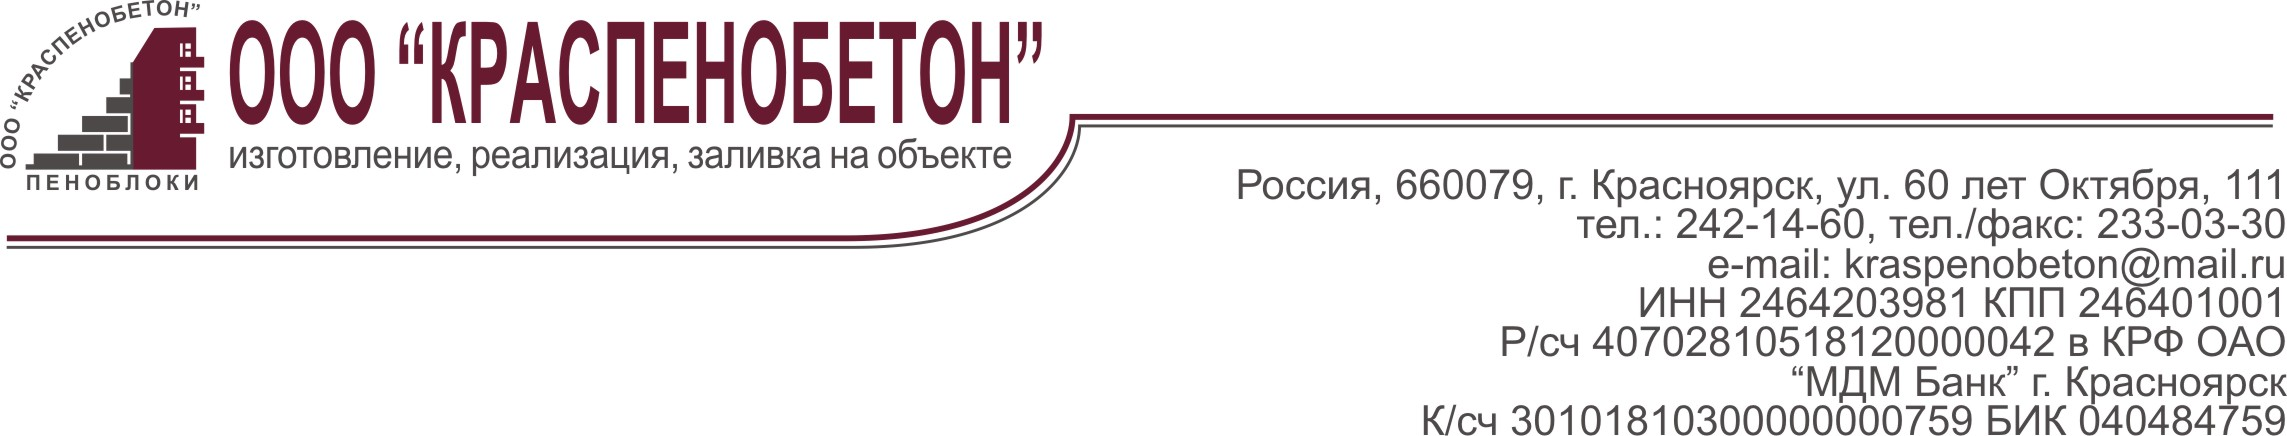 ООО “КРАСПЕНОБЕТОН”
ПЕНОБЛОКИ
ООО “КРАСПЕНОБЕТОН”
изготовление, реализация, заливка на объекте
Россия, 660079, г. Красноярск, ул. 60 лет Октября, 111
тел.: 242-14-60, тел./факс: 233-03-30
e-mail: kraspenobeton@mail.ru
ИНН 2464203981 КПП 246401001
Р/сч 40702810518120000042 в КРФ ОАО
“МДМ Банк” г. Красноярск
К/сч 30101810300000000759 БИК 040484759